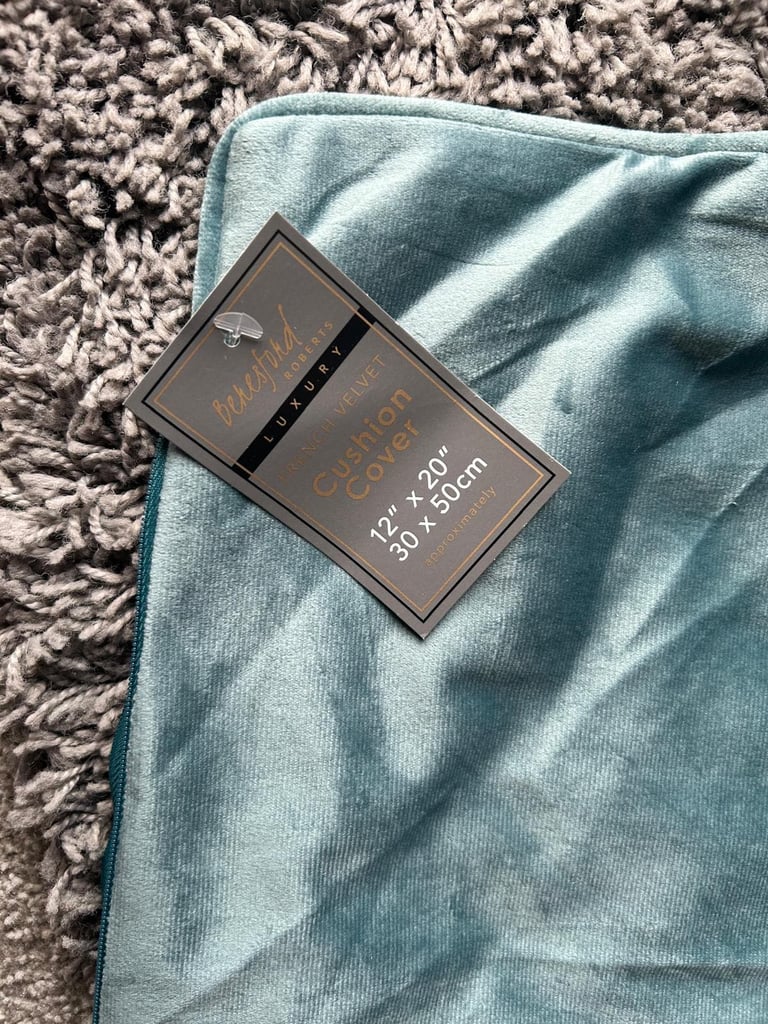 Beresford
ROBERTS
LUXURY
FRENCH VELVET
Cushion
Cover
12" x 20"
30 x 50cm
approximately